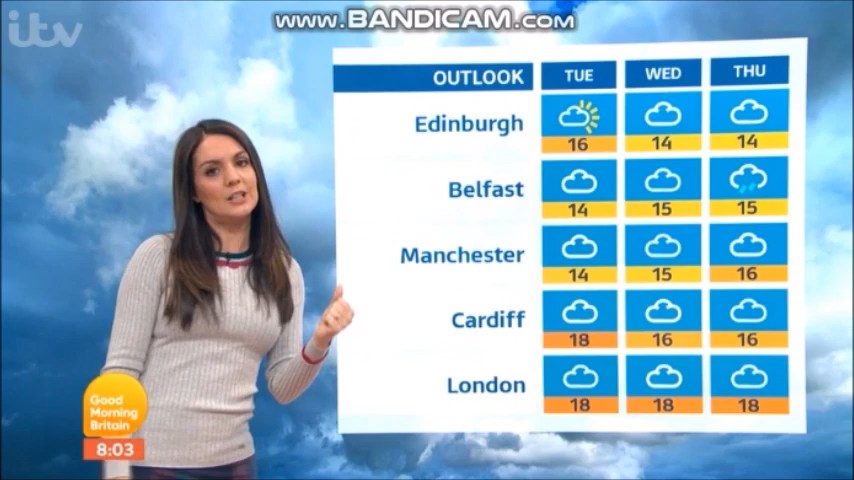 itv
www.BANDICAM.com
OUTLOOK TUE WED THU
Edinburgh 16 14 14
Belfast 14 15 15
Manchester 14 15 16
Cardiff 18 16 16
London 18 18 18
Good
Morning
Britain
8:03